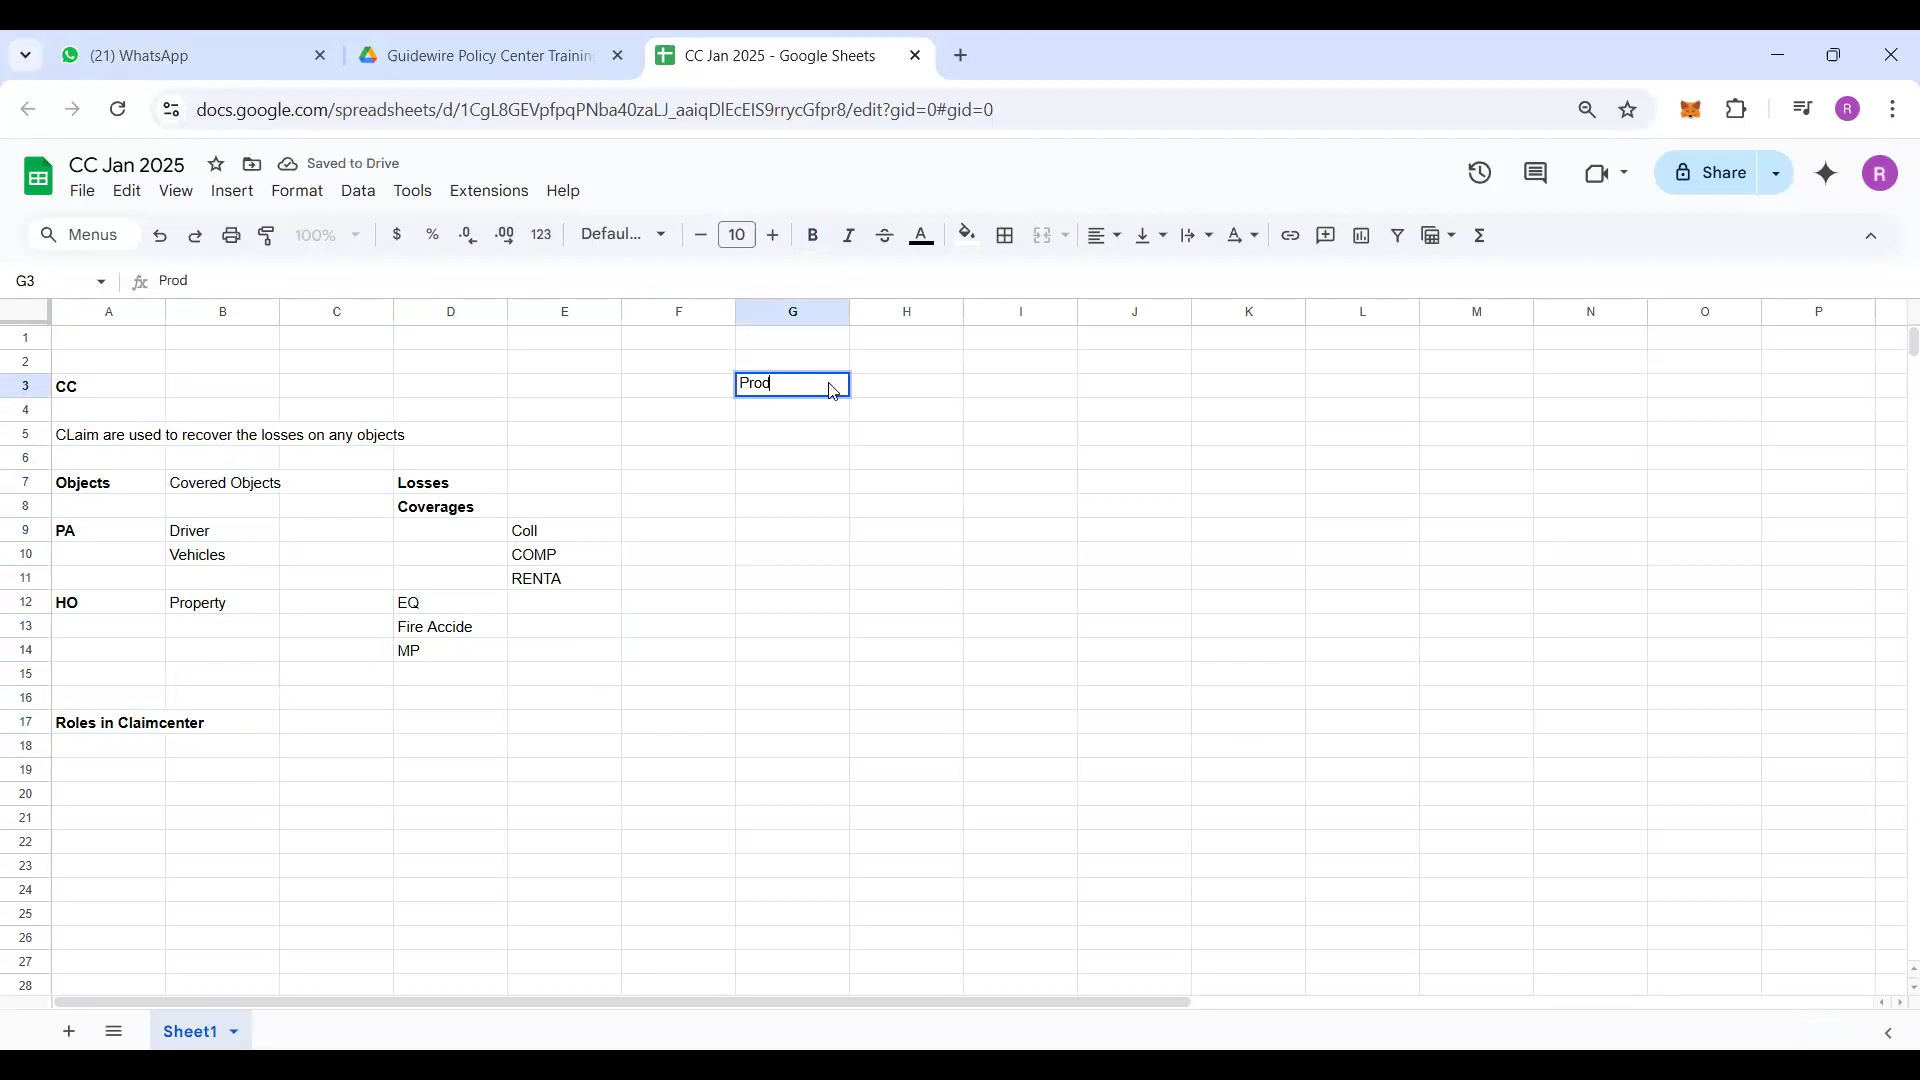 (21) WhatsApp
Guidewire Policy Center Training
CC Jan 2025 - Google Sheets
docs.google.com/spreadsheets/d/1CgL8GEVpfpqPNba40zaLJ_aaiqDlEcEIS9rrycGfpr8/edit?gid=0#gid=0
R
CC Jan 2025
Saved to Drive
File Edit View Insert Format Data Tools Extensions Help
Share
R
Menus
100%
$ % .0 .00 123
Defaul...
10
B I A
G3
fx Prod
A B C D E F G H I J K L M N O P
1
2
3 CC Prod
4
5 CLaim are used to recover the losses on any objects
6
7 Objects Covered Objects Losses
8 Coverages
9 PA Driver Coll
10 Vehicles COMP
11 RENTA
12 HO Property EQ
13 Fire Accide
14 MP
15
16
17 Roles in Claimcenter
18
19
20
21
22
23
24
25
26
27
28
Sheet1